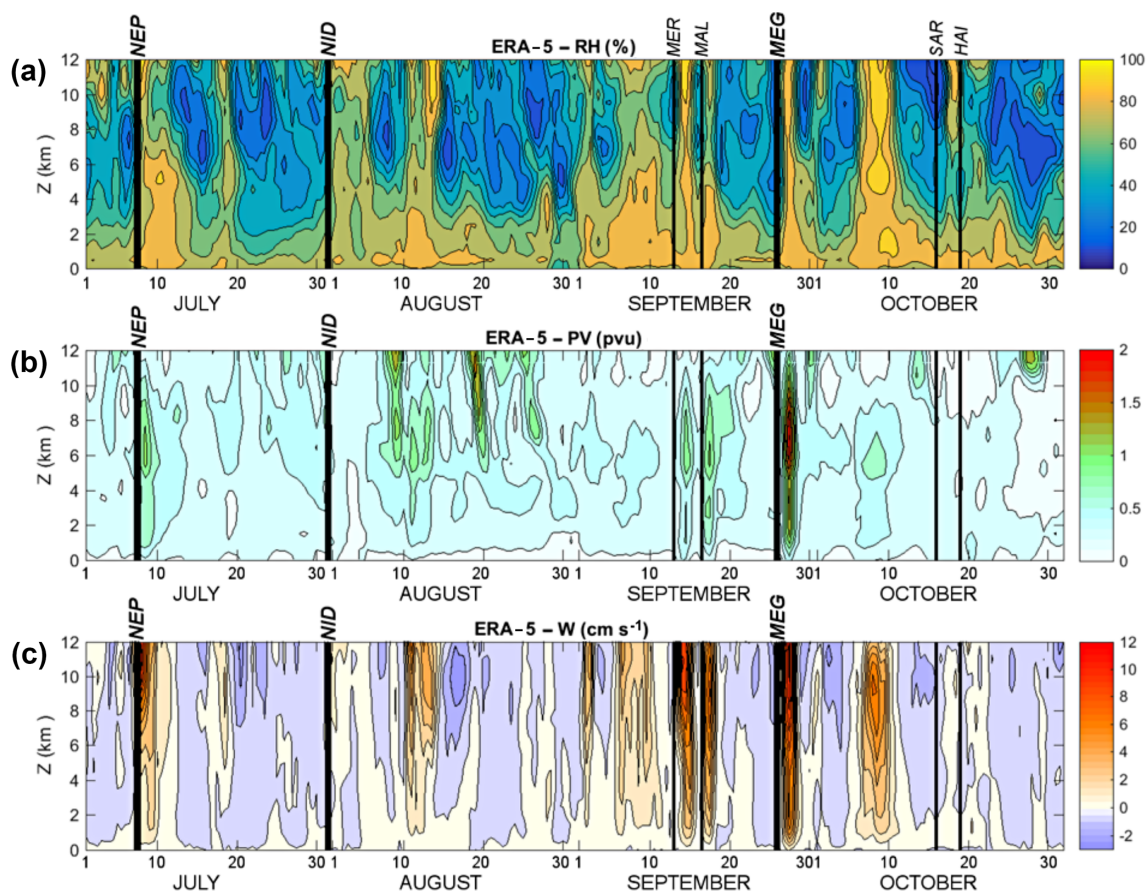 NEP NID MER MAL MEG SAR HAI
(a) ERA-5 – RH (%)
Z (km)
12 10 8 6 4 2 0
100 80 60 40 20 0
1 10 20 30 1 10 20 30 1 10 20 301 10 20 30
JULY AUGUST SEPTEMBER OCTOBER
NEP NID MEG
(b) ERA-5 – PV (pvu)
Z (km)
12 10 8 6 4 2 0
2 1.5 1 0.5 0
1 10 20 30 1 10 20 30 1 10 20 301 10 20 30
JULY AUGUST SEPTEMBER OCTOBER
NEP NID MEG
(c) ERA-5 – W (cm s⁻¹)
Z (km)
12 10 8 6 4 2 0
12 10 8 6 4 2 0 -2
1 10 20 30 1 10 20 30 1 10 20 301 10 20 30
JULY AUGUST SEPTEMBER OCTOBER